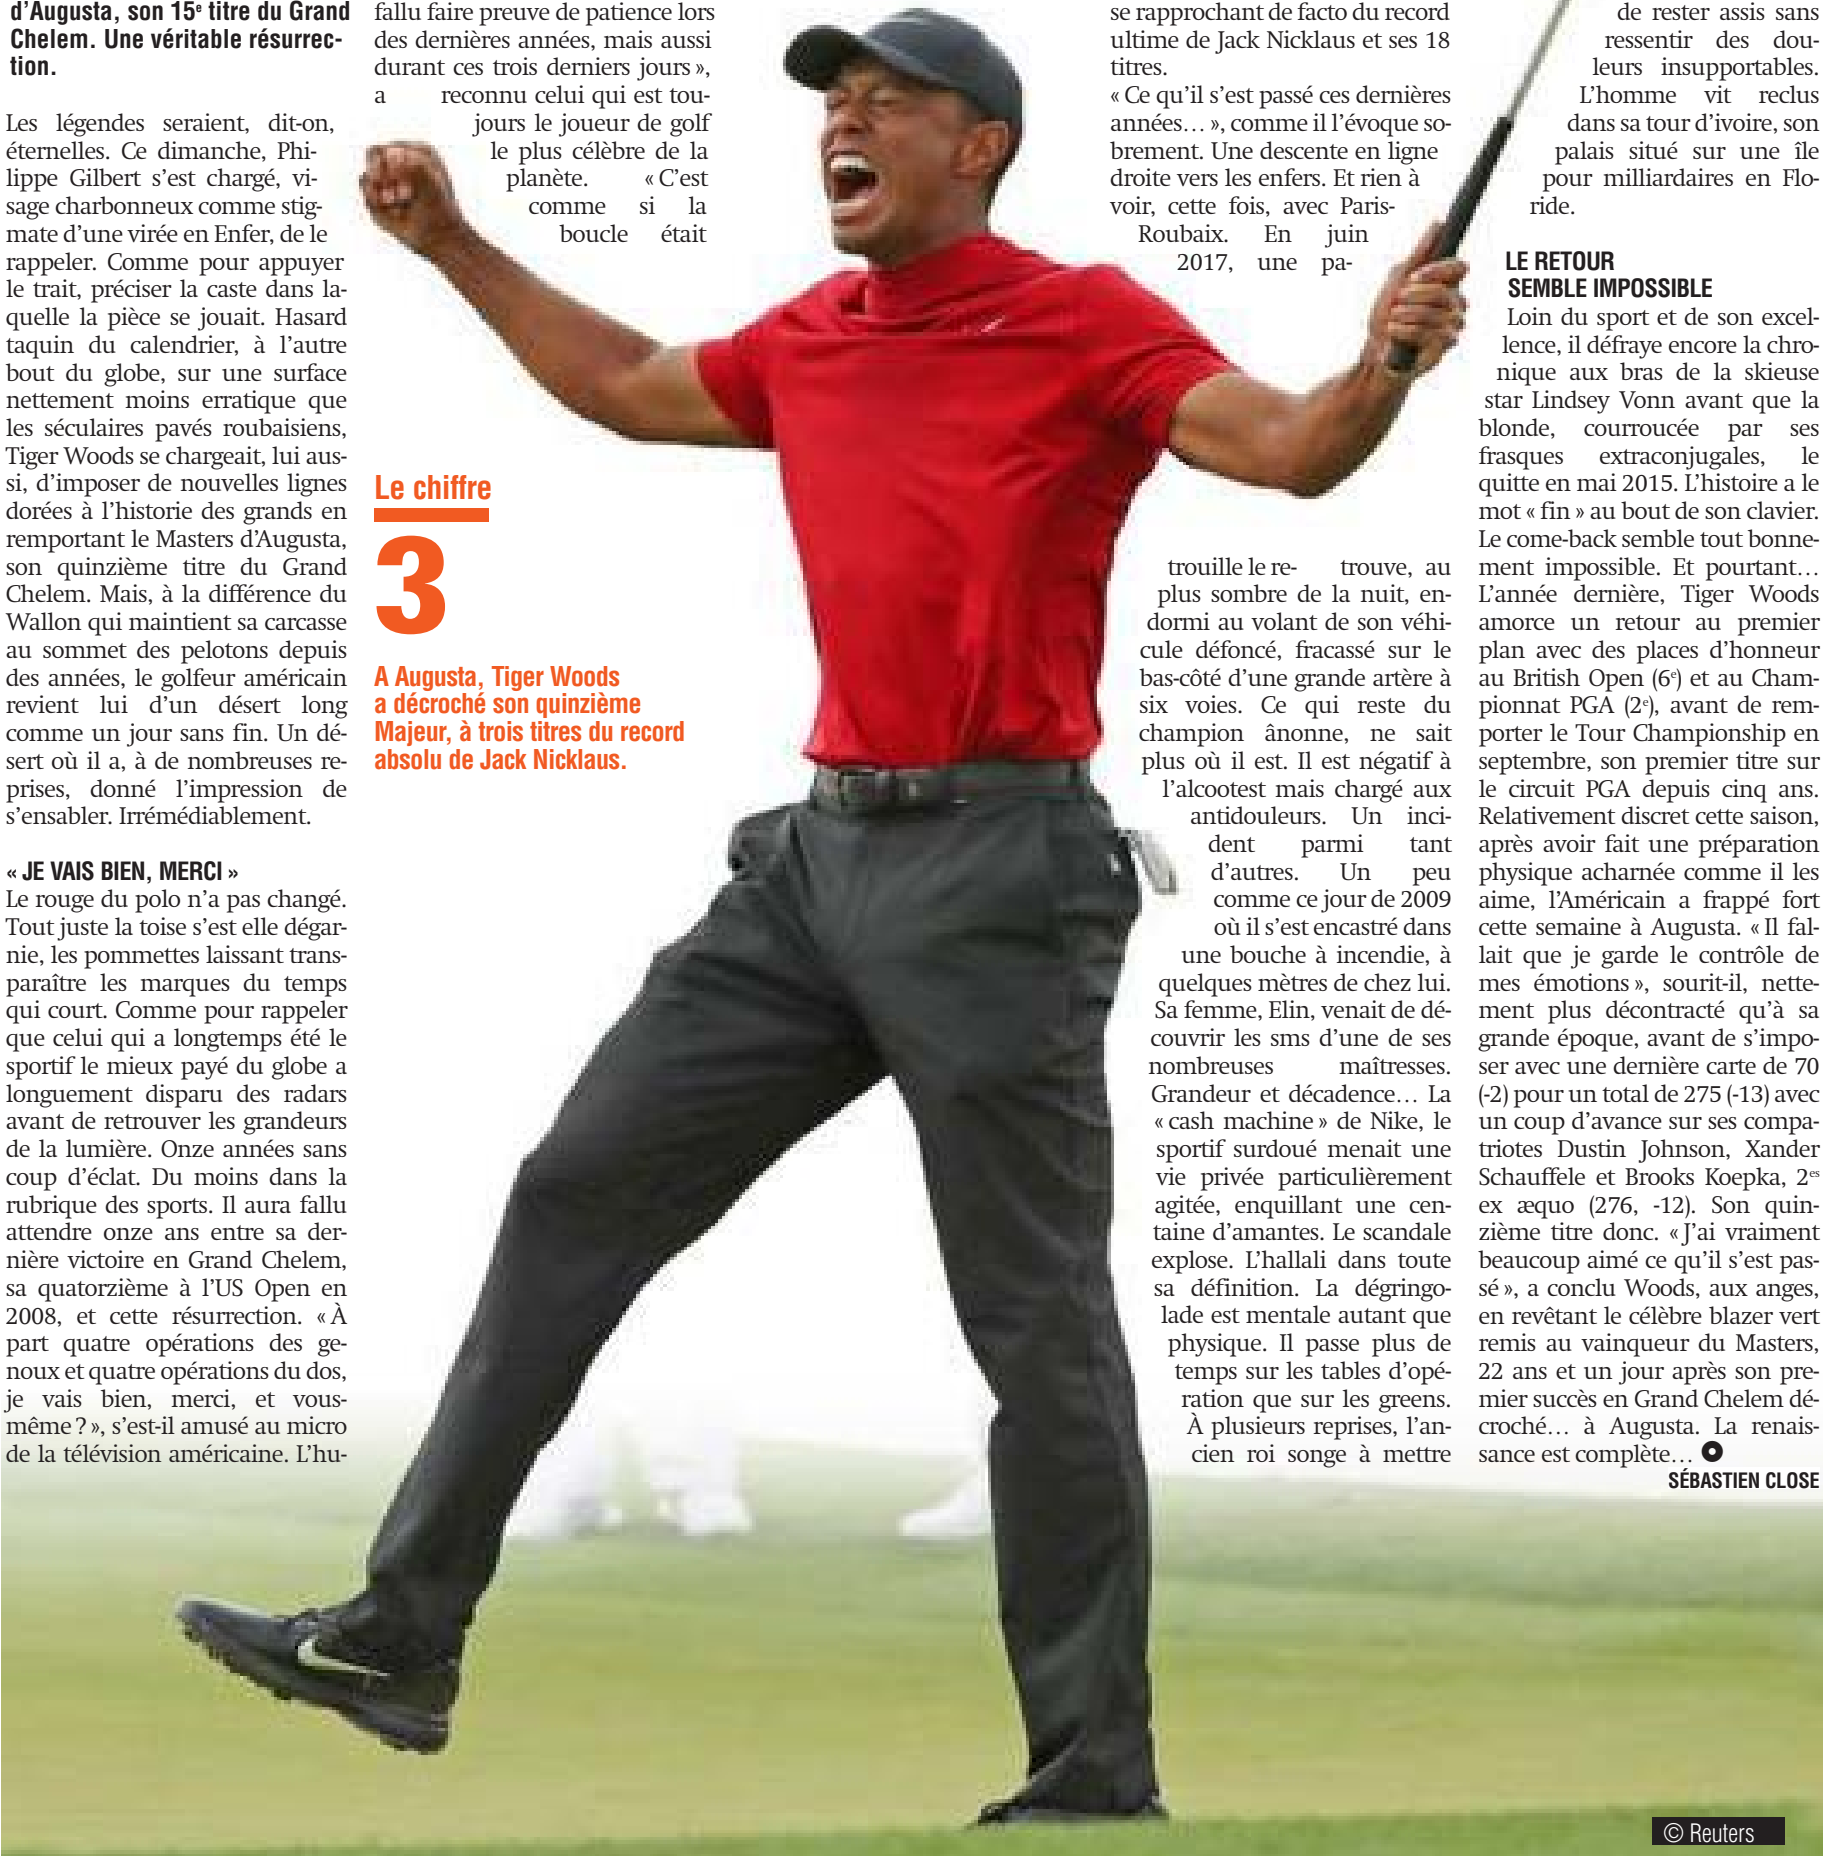 d'Augusta, son 15e titre du Grand
Chelem. Une véritable résurrec-
tion.
Les légendes seraient, dit-on,
éternelles. Ce dimanche, Phi-
lippe Gilbert s'est chargé, vi-
sage charbonneux comme stig-
mate d'une virée en Enfer, de le
rappeler. Comme pour appuyer
le trait, préciser la caste dans la-
quelle la pièce se jouait. Hasard
taquin du calendrier, à l'autre
bout du globe, sur une surface
nettement moins erratique que
les séculaires pavés roubaisiens,
Tiger Woods se chargeait, lui aus-
si, d'imposer de nouvelles lignes
dorées à l'historie des grands en
remportant le Masters d'Augusta,
son quinzième titre du Grand
Chelem. Mais, à la différence du
Wallon qui maintient sa carcasse
au sommet des pelotons depuis
des années, le golfeur américain
revient lui d'un désert long
comme un jour sans fin. Un dé-
sert où il a, à de nombreuses re-
prises, donné l'impression de
s'ensabler. Irrémédiablement.
« JE VAIS BIEN, MERCI »
Le rouge du polo n'a pas changé.
Tout juste la toise s'est elle dégar-
nie, les pommettes laissant trans-
paraître les marques du temps
qui court. Comme pour rappeler
que celui qui a longtemps été le
sportif le mieux payé du globe a
longuement disparu des radars
avant de retrouver les grandeurs
de la lumière. Onze années sans
coup d'éclat. Du moins dans la
rubrique des sports. Il aura fallu
attendre onze ans entre sa der-
nière victoire en Grand Chelem,
sa quatorzième à l'US Open en
2008, et cette résurrection. « À
part quatre opérations des ge-
noux et quatre opérations du dos,
je vais bien, merci, et vous-
même ? », s'est-il amusé au micro
de la télévision américaine. L'hu-
fallu faire preuve de patience lors
des dernières années, mais aussi
durant ces trois derniers jours »,
a reconnu celui qui est tou-
jours le joueur de golf
le plus célèbre de la
planète. « C'est
comme si la
boucle était
Le chiffre
3
A Augusta, Tiger Woods
a décroché son quinzième
Majeur, à trois titres du record
absolu de Jack Nicklaus.
se rapprochant de facto du record
ultime de Jack Nicklaus et ses 18
titres.
« Ce qu'il s'est passé ces dernières
années… », comme il l'évoque so-
brement. Une descente en ligne
droite vers les enfers. Et rien à
voir, cette fois, avec Paris-
Roubaix. En juin
2017, une pa-
trouille le re- trouve, au
plus sombre de la nuit, en-
dormi au volant de son véhi-
cule défoncé, fracassé sur le
bas-côté d'une grande artère à
six voies. Ce qui reste du
champion ânonne, ne sait
plus où il est. Il est négatif à
l'alcootest mais chargé aux
antidouleurs. Un inci-
dent parmi tant
d'autres. Un peu
comme ce jour de 2009
où il s'est encastré dans
une bouche à incendie, à
quelques mètres de chez lui.
Sa femme, Elin, venait de dé-
couvrir les sms d'une de ses
nombreuses maîtresses.
Grandeur et décadence… La
« cash machine » de Nike, le
sportif surdoué menait une
vie privée particulièrement
agitée, enquillant une cen-
taine d'amantes. Le scandale
explose. L'hallali dans toute
sa définition. La dégringo-
lade est mentale autant que
physique. Il passe plus de
temps sur les tables d'opé-
ration que sur les greens.
À plusieurs reprises, l'an-
cien roi songe à mettre
de rester assis sans
ressentir des dou-
leurs insupportables.
L'homme vit reclus
dans sa tour d'ivoire, son
palais situé sur une île
pour milliardaires en Flo-
ride.
LE RETOUR
SEMBLE IMPOSSIBLE
Loin du sport et de son excel-
lence, il défraye encore la chro-
nique aux bras de la skieuse
star Lindsey Vonn avant que la
blonde, courroucée par ses
frasques extraconjugales, le
quitte en mai 2015. L'histoire a le
mot « fin » au bout de son clavier.
Le come-back semble tout bonne-
ment impossible. Et pourtant…
L'année dernière, Tiger Woods
amorce un retour au premier
plan avec des places d'honneur
au British Open (6e) et au Cham-
pionnat PGA (2e), avant de rem-
porter le Tour Championship en
septembre, son premier titre sur
le circuit PGA depuis cinq ans.
Relativement discret cette saison,
après avoir fait une préparation
physique acharnée comme il les
aime, l'Américain a frappé fort
cette semaine à Augusta. « Il fal-
lait que je garde le contrôle de
mes émotions », sourit-il, nette-
ment plus décontracté qu'à sa
grande époque, avant de s'impo-
ser avec une dernière carte de 70
(-2) pour un total de 275 (-13) avec
un coup d'avance sur ses compa-
triotes Dustin Johnson, Xander
Schauffele et Brooks Koepka, 2es
ex æquo (276, -12). Son quin-
zième titre donc. « J'ai vraiment
beaucoup aimé ce qu'il s'est pas-
sé », a conclu Woods, aux anges,
en revêtant le célèbre blazer vert
remis au vainqueur du Masters,
22 ans et un jour après son pre-
mier succès en Grand Chelem dé-
croché… à Augusta. La renais-
sance est complète…
SÉBASTIEN CLOSE
© Reuters